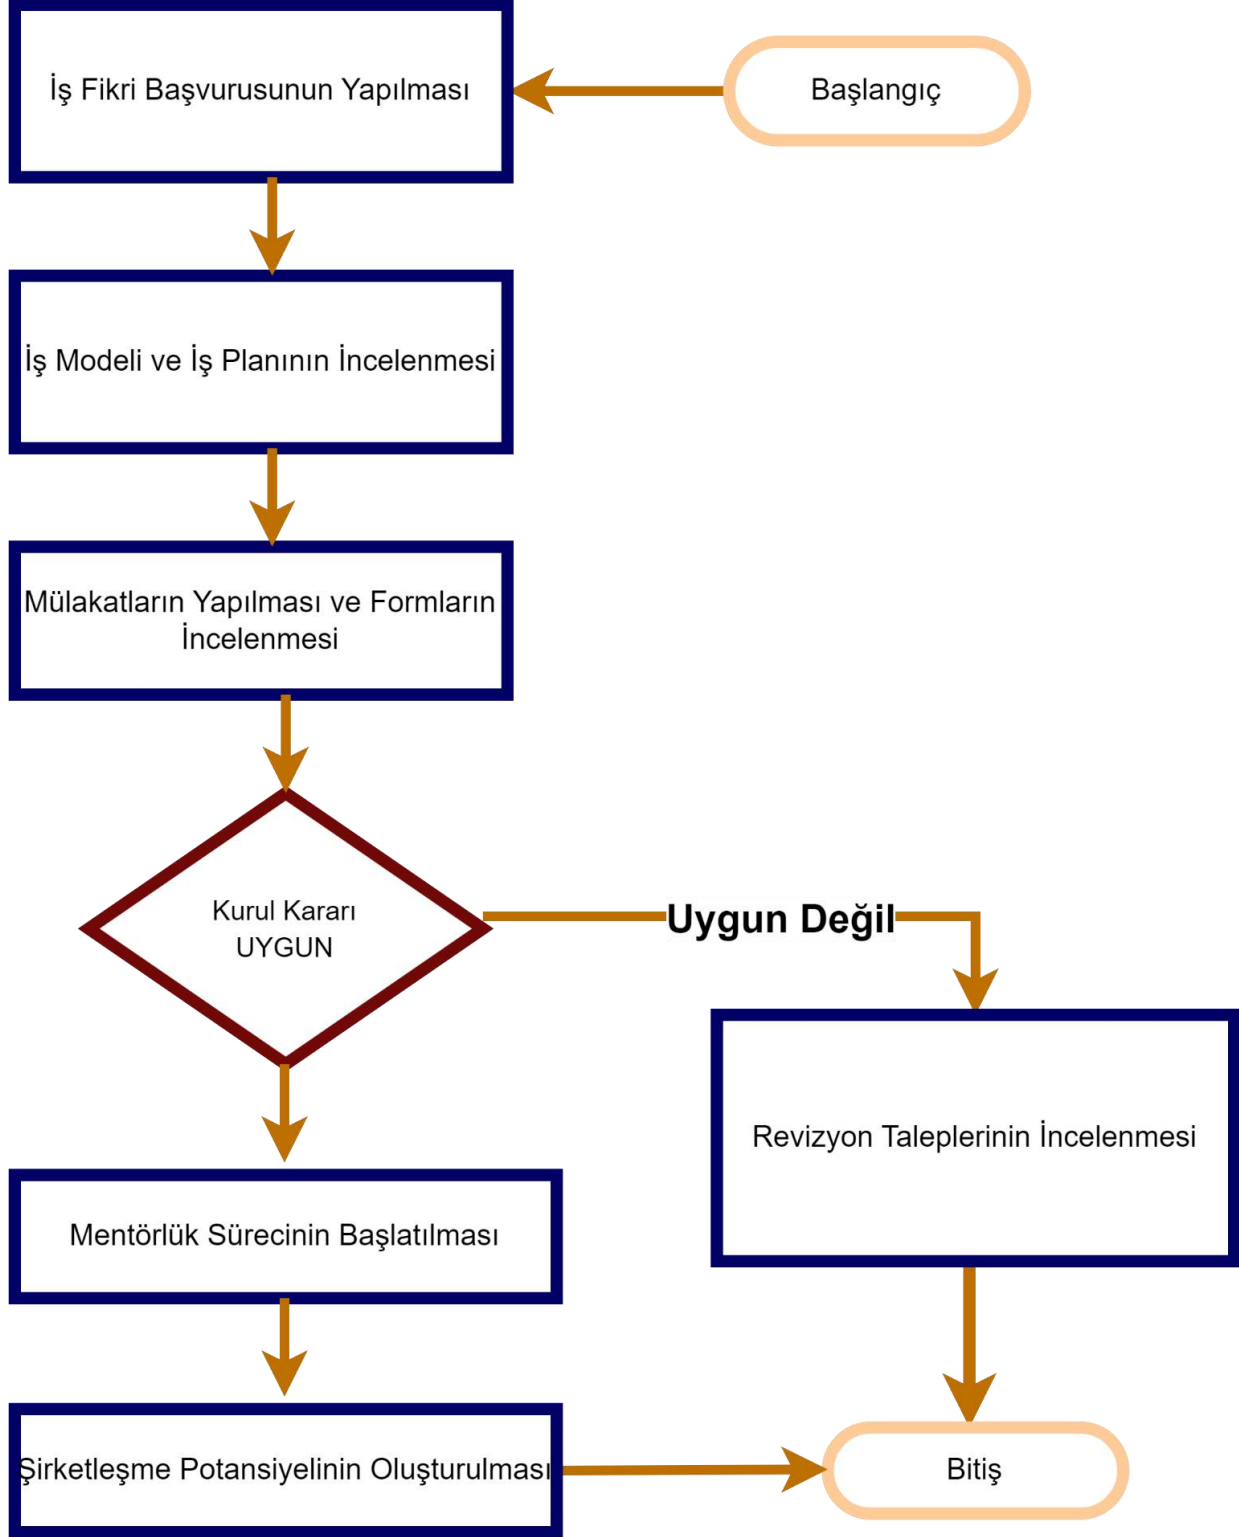 Başlangıç
İş Fikri Başvurusunun Yapılması
İş Modeli ve İş Planının İncelenmesi
Mülakatların Yapılması ve Formların
İncelenmesi
Kurul Kararı
UYGUN
Uygun Değil
Revizyon Taleplerinin İncelenmesi
Mentörlük Sürecinin Başlatılması
Şirketleşme Potansiyelinin Oluşturulması
Bitiş